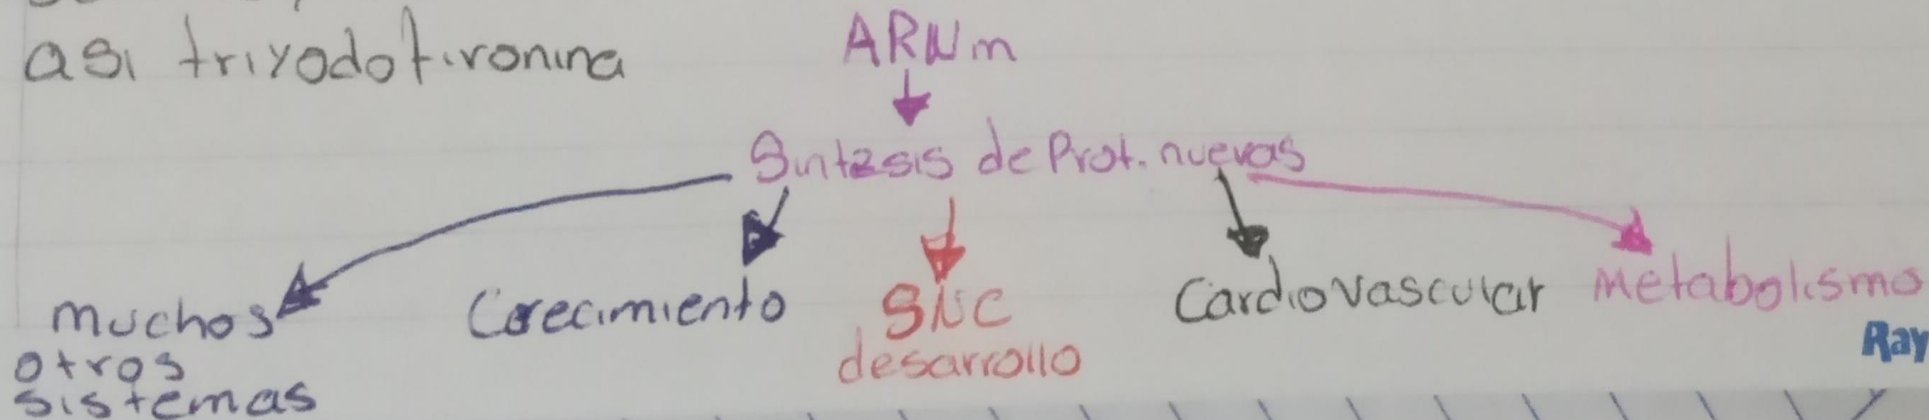 asi triyodotironina
ARNm
Sintesis de Prot. nuevas
muchos
otros
sistemas
Crecimiento
SNC
desarrollo
Cardiovascular
Metabolismo
Ray